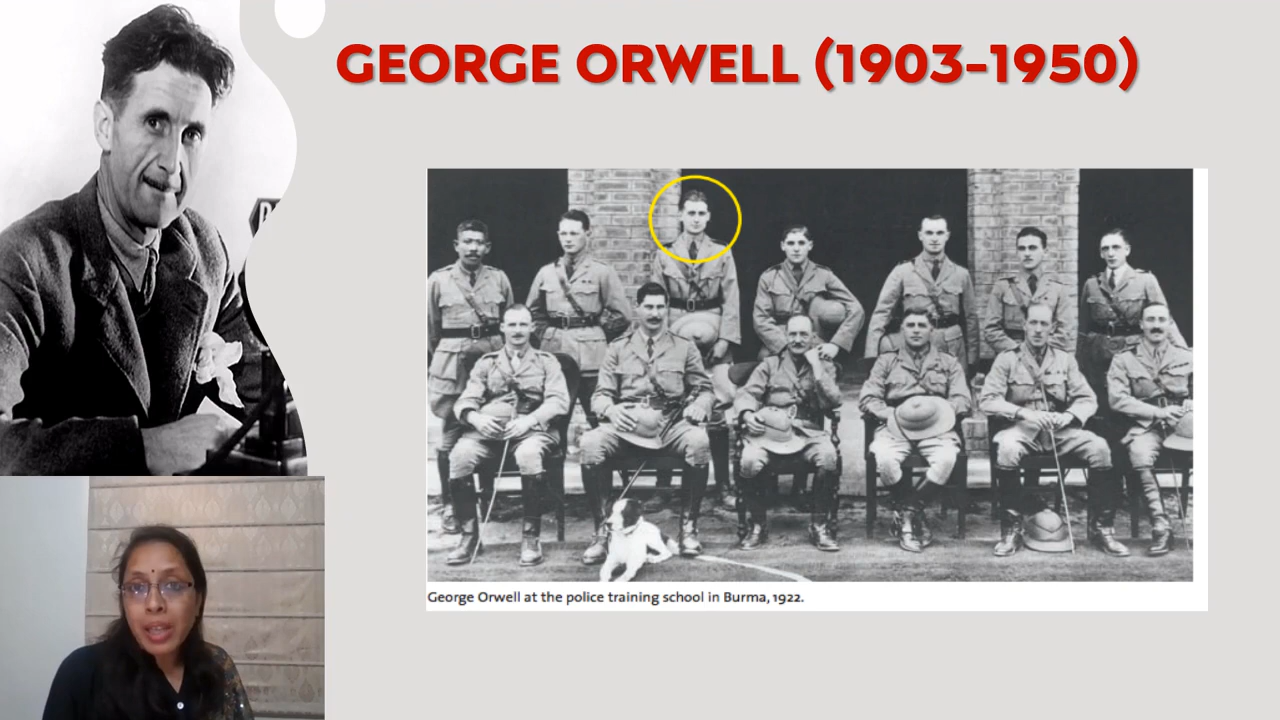 GEORGE ORWELL (1903-1950)
George Orwell at the police training school in Burma, 1922.